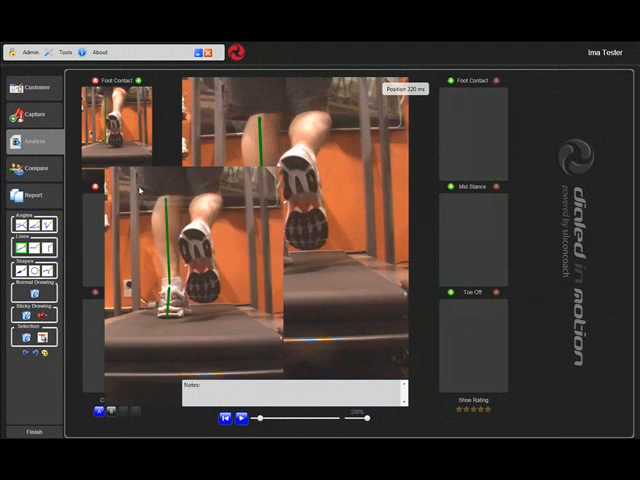 Admin Tools About
Ima Tester
Customer
Capture
Analyse
Compare
Report
Angles
Lines
Shapes
Normal Drawing
Sticky Drawing
Selection
Finish
Foot Contact
Position 320 ms
Foot Contact
Mid Stance
Toe Off
Shoe Rating
Notes:
100%
dialed in motion
powered by siliconcoach